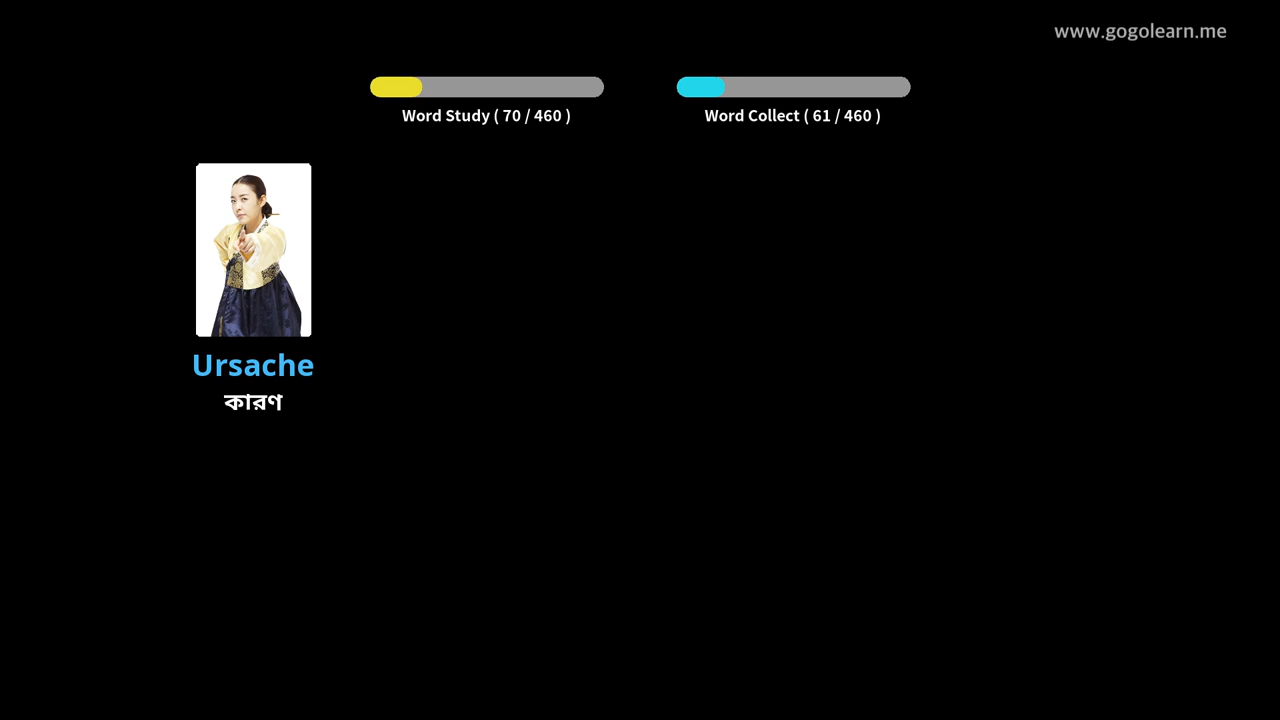 www.gogolearn.me
Word Study ( 70 / 460 )
Word Collect ( 61 / 460 )
Ursache
কারণ